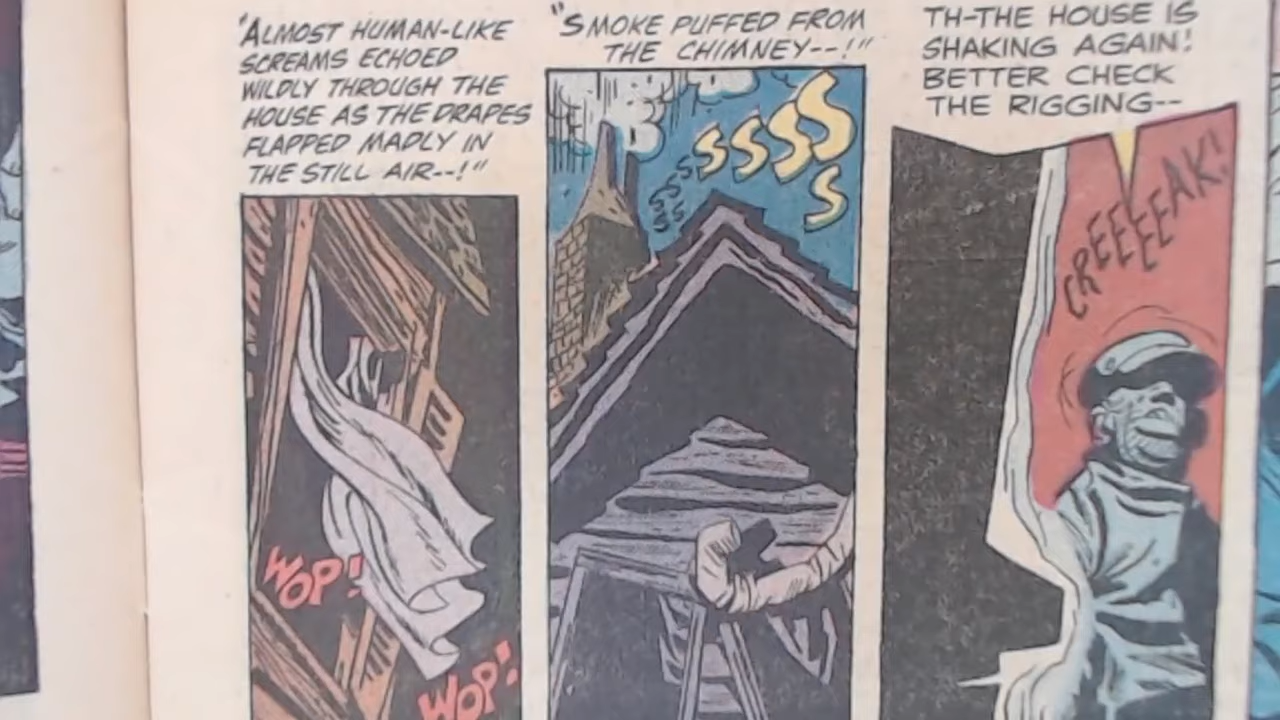 "ALMOST HUMAN-LIKE
SCREAMS ECHOED
WILDLY THROUGH THE
HOUSE AS THE DRAPES
FLAPPED MADLY IN
THE STILL AIR--!"
WOP!
WOP!
"SMOKE PUFFED FROM
THE CHIMNEY--!"
SSSSSSSSS
S
TH-THE HOUSE IS
SHAKING AGAIN!
BETTER CHECK
THE RIGGING--
CREEEEAK!